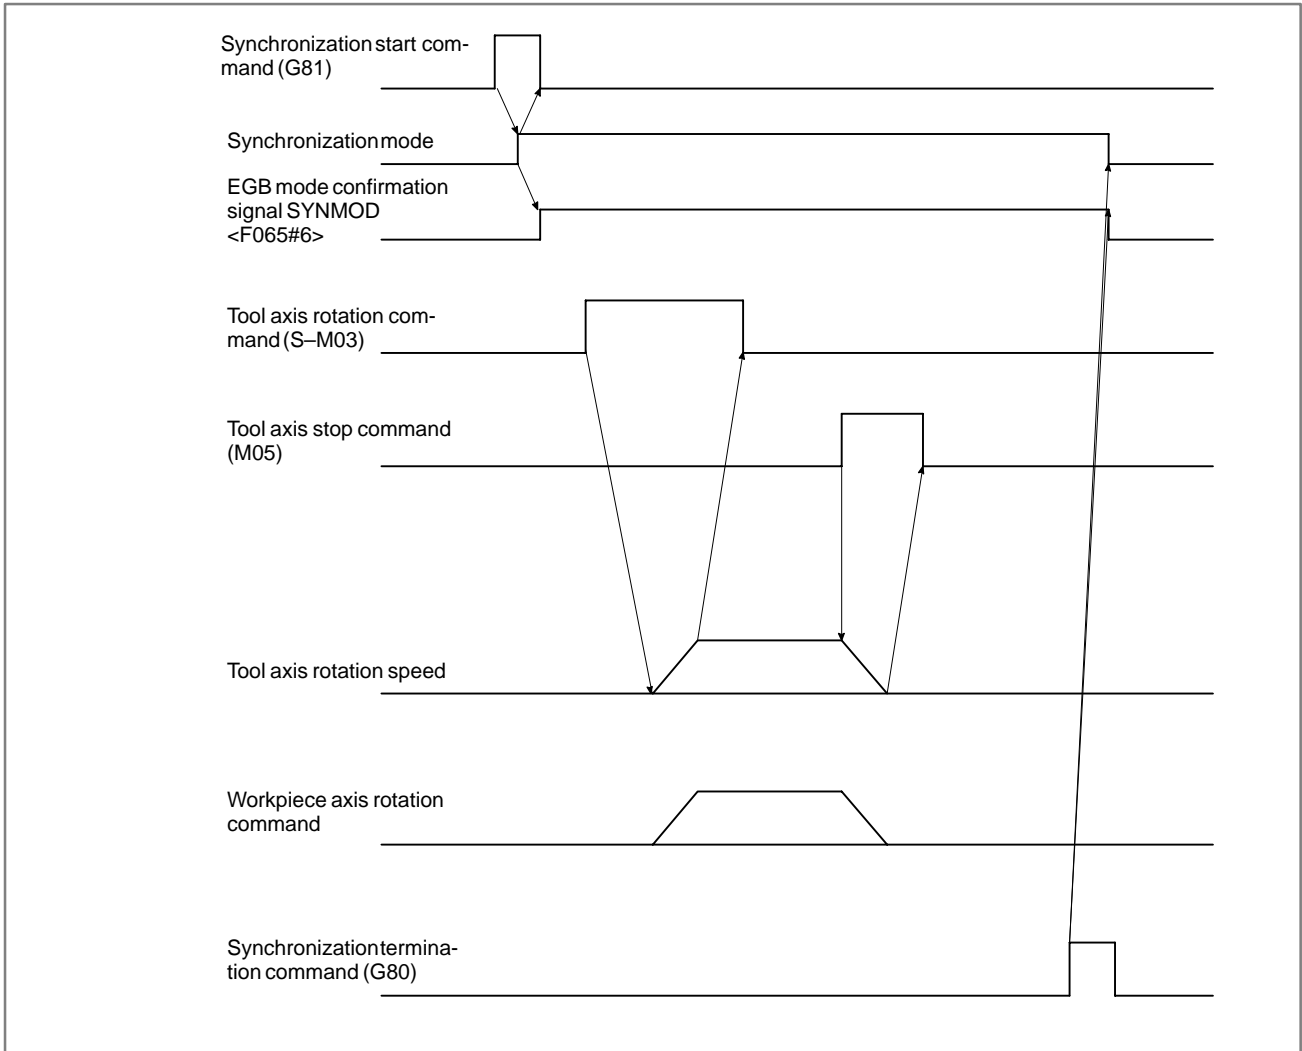 Synchronization start com-
mand (G81)
Synchronization mode
EGB mode confirmation
signal SYNMOD
<F065#6>
Tool axis rotation com-
mand (S–M03)
Tool axis stop command
(M05)
Tool axis rotation speed
Workpiece axis rotation
command
Synchronization termina-
tion command (G80)